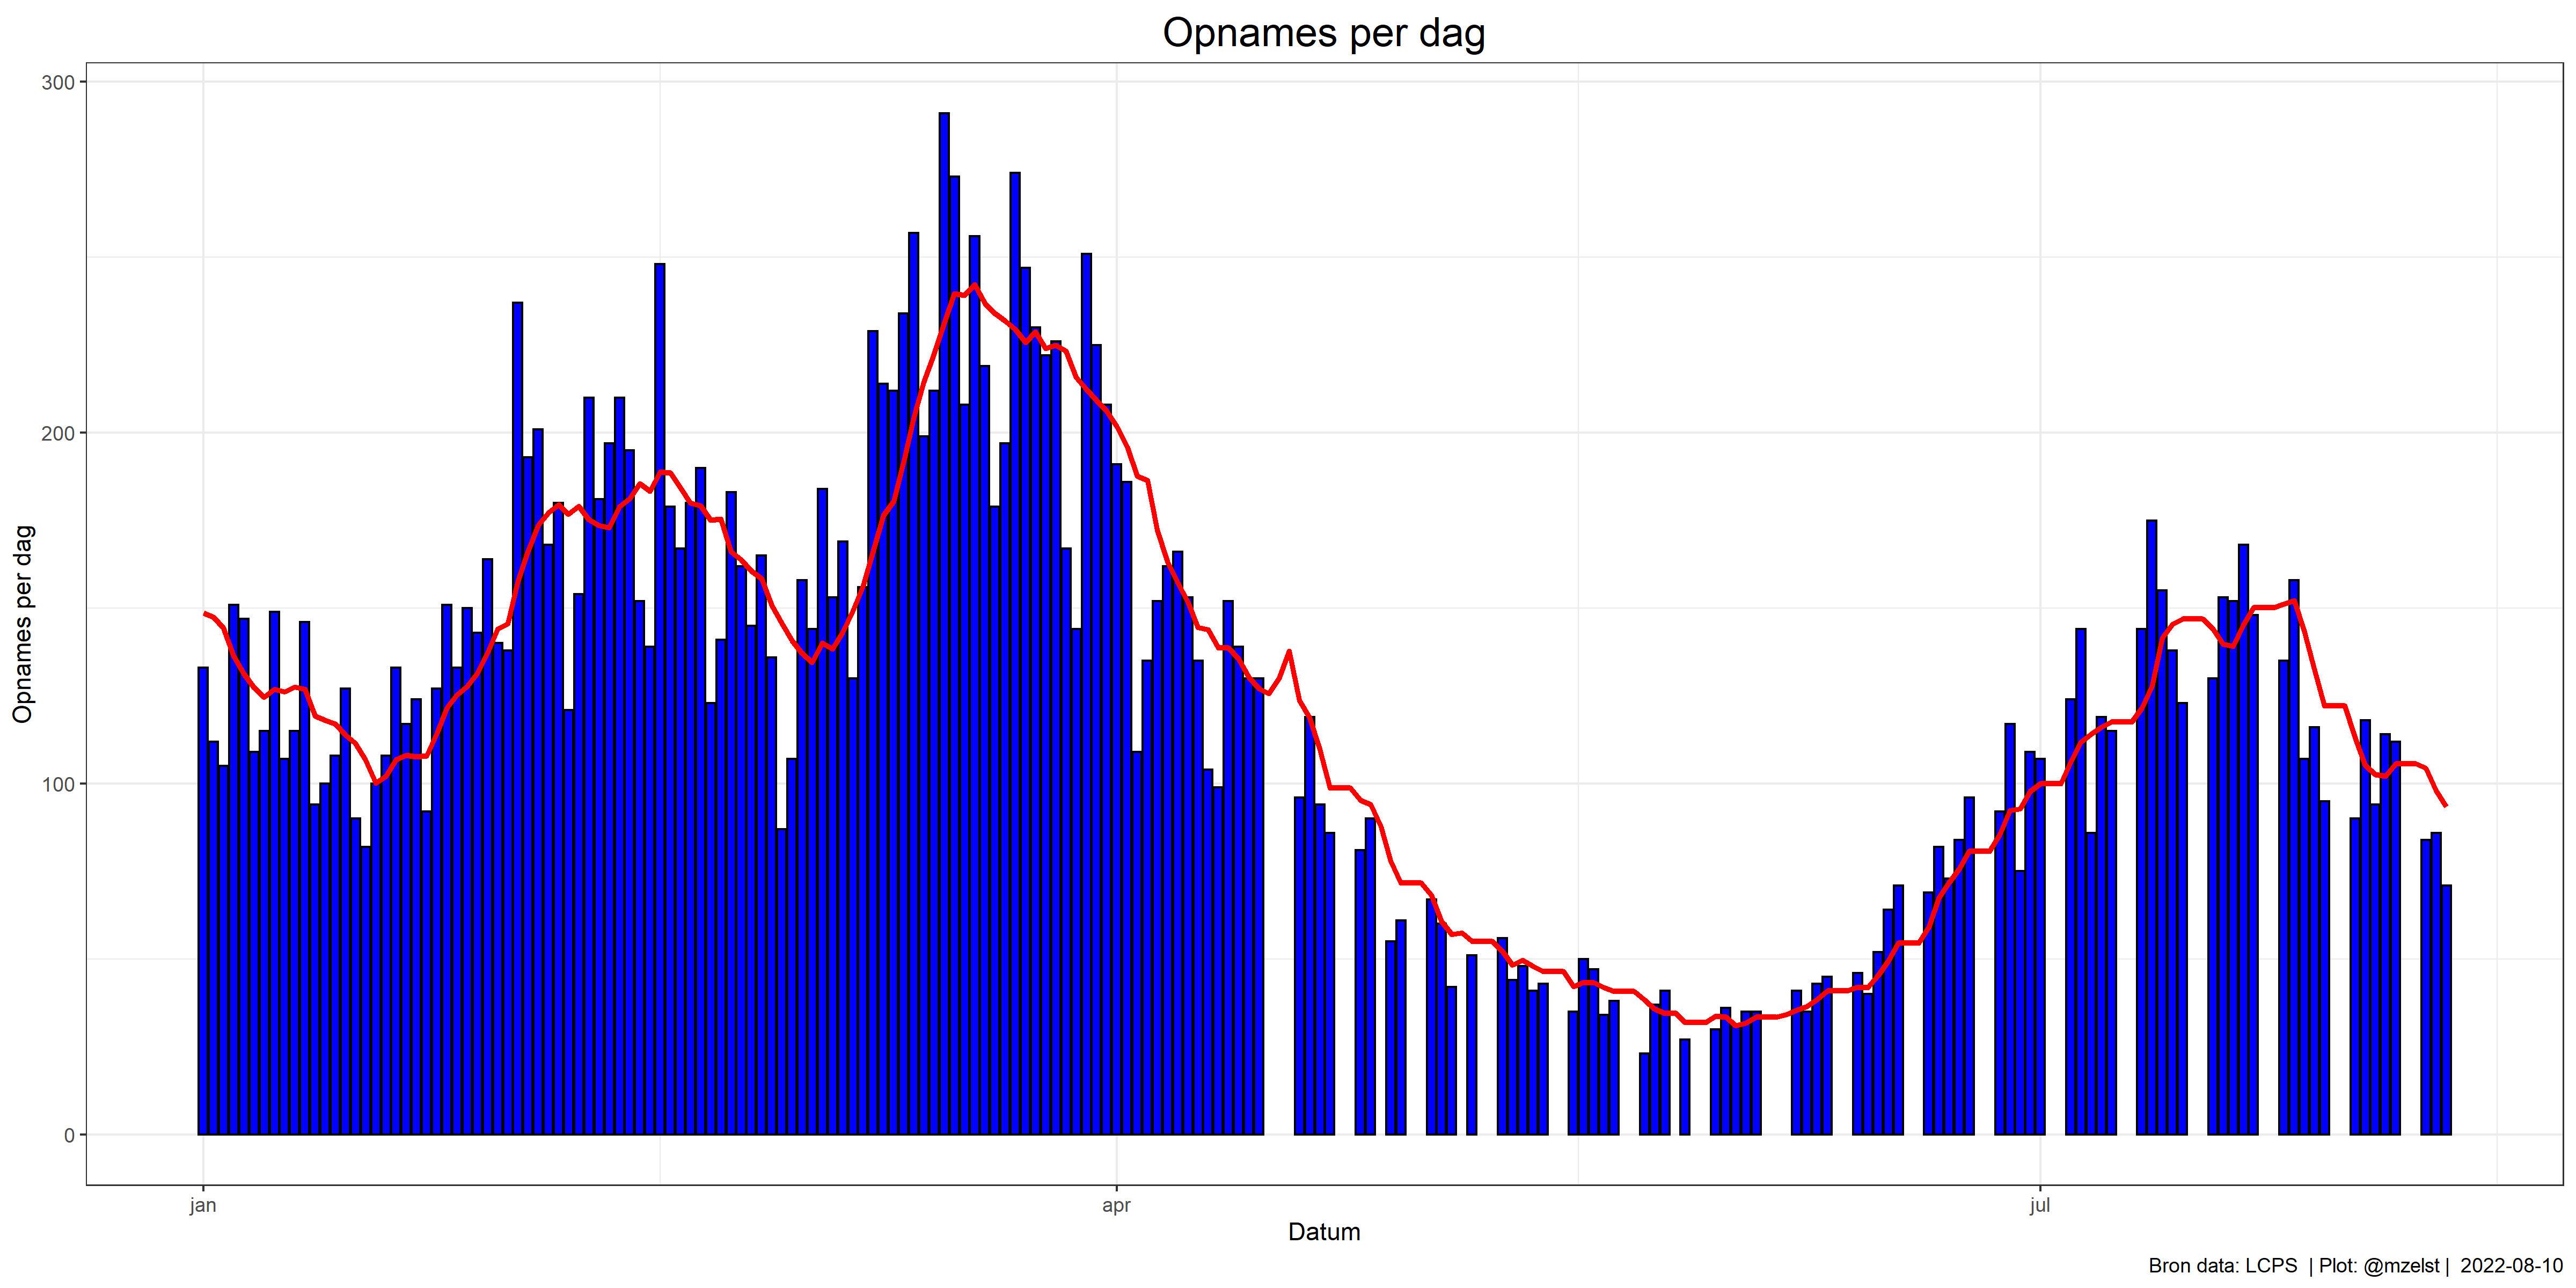 Opnames per dag
300
200
100
0
Opnames per dag
jan
apr
jul
Datum
Bron data: LCPS | Plot: @mzelst | 2022-08-10